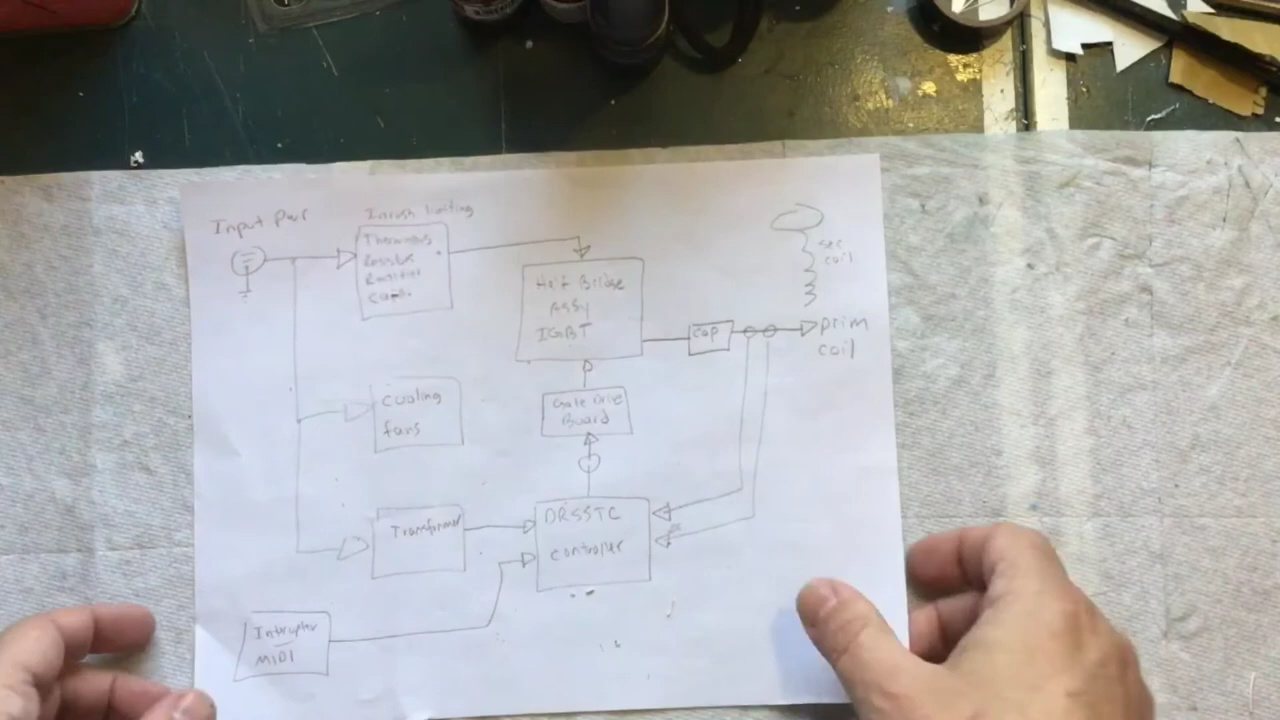 Input Pwr
Inrush limiting
Resistor
Half Bridge
Assy
IGBT
sec
coil
cap
prim
coil
cooling
fans
Gate Drive
Board
Transformer
DRSSTC
controller
MIDI